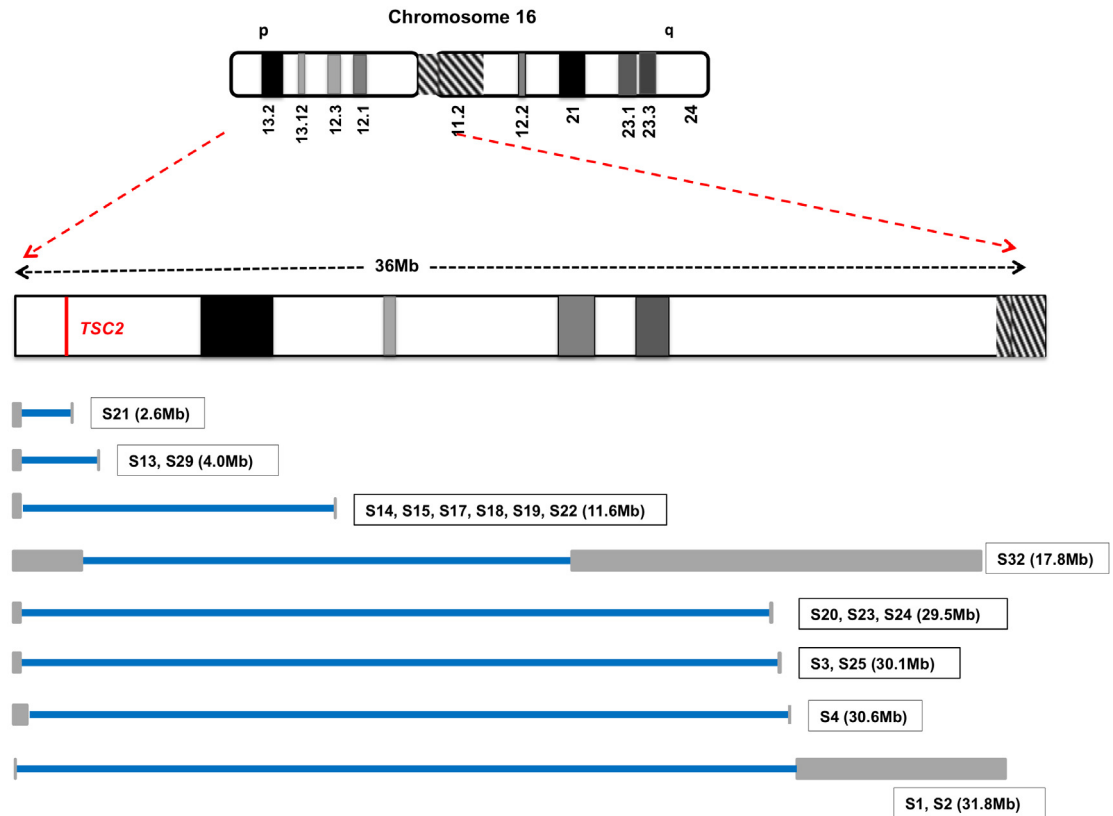 Chromosome 16
p
q
13.2
13.12
12.3
12.1
11.2
12.2
21
23.1
23.3
24
36Mb
TSC2
S21 (2.6Mb)
S13, S29 (4.0Mb)
S14, S15, S17, S18, S19, S22 (11.6Mb)
S32 (17.8Mb)
S20, S23, S24 (29.5Mb)
S3, S25 (30.1Mb)
S4 (30.6Mb)
S1, S2 (31.8Mb)